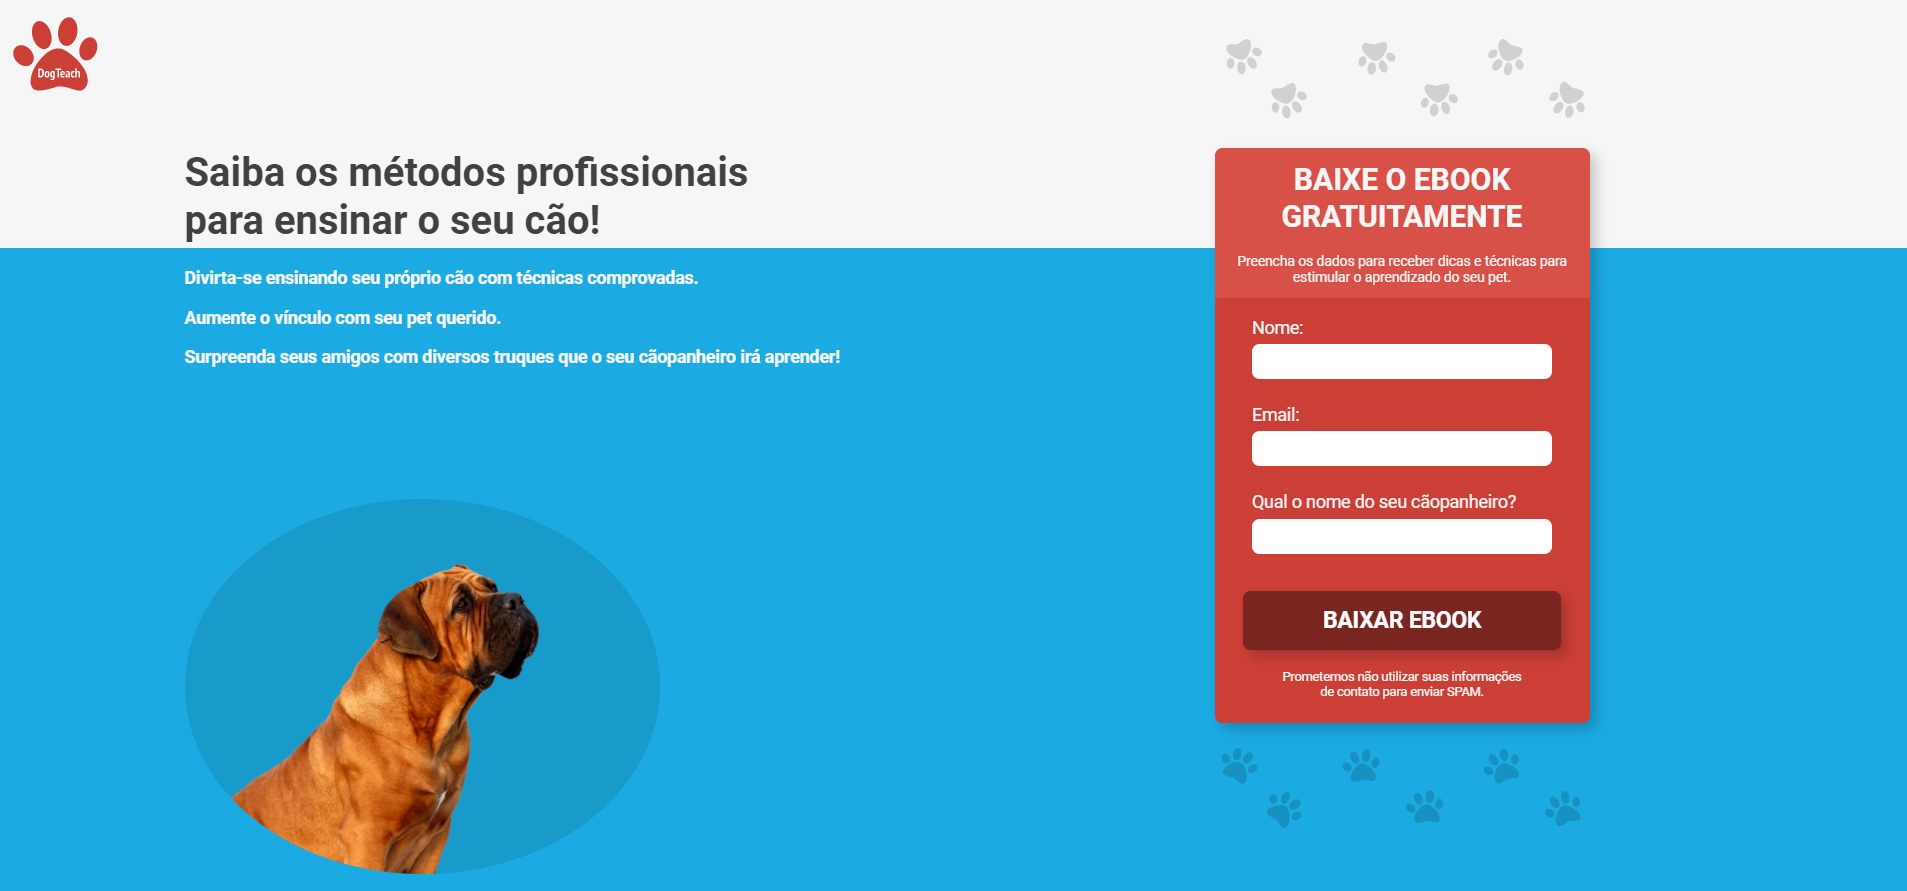 DogTeach
Saiba os métodos profissionais
para ensinar o seu cão!
Divirta-se ensinando seu próprio cão com técnicas comprovadas.
Aumente o vínculo com seu pet querido.
Surpreenda seus amigos com diversos truques que o seu cãopanheiro irá aprender!
BAIXE O EBOOK
GRATUITAMENTE
Preencha os dados para receber dicas e técnicas para
estimular o aprendizado do seu pet.
Nome:
Email:
Qual o nome do seu cãopanheiro?
BAIXAR EBOOK
Prometemos não utilizar suas informações
de contato para enviar SPAM.